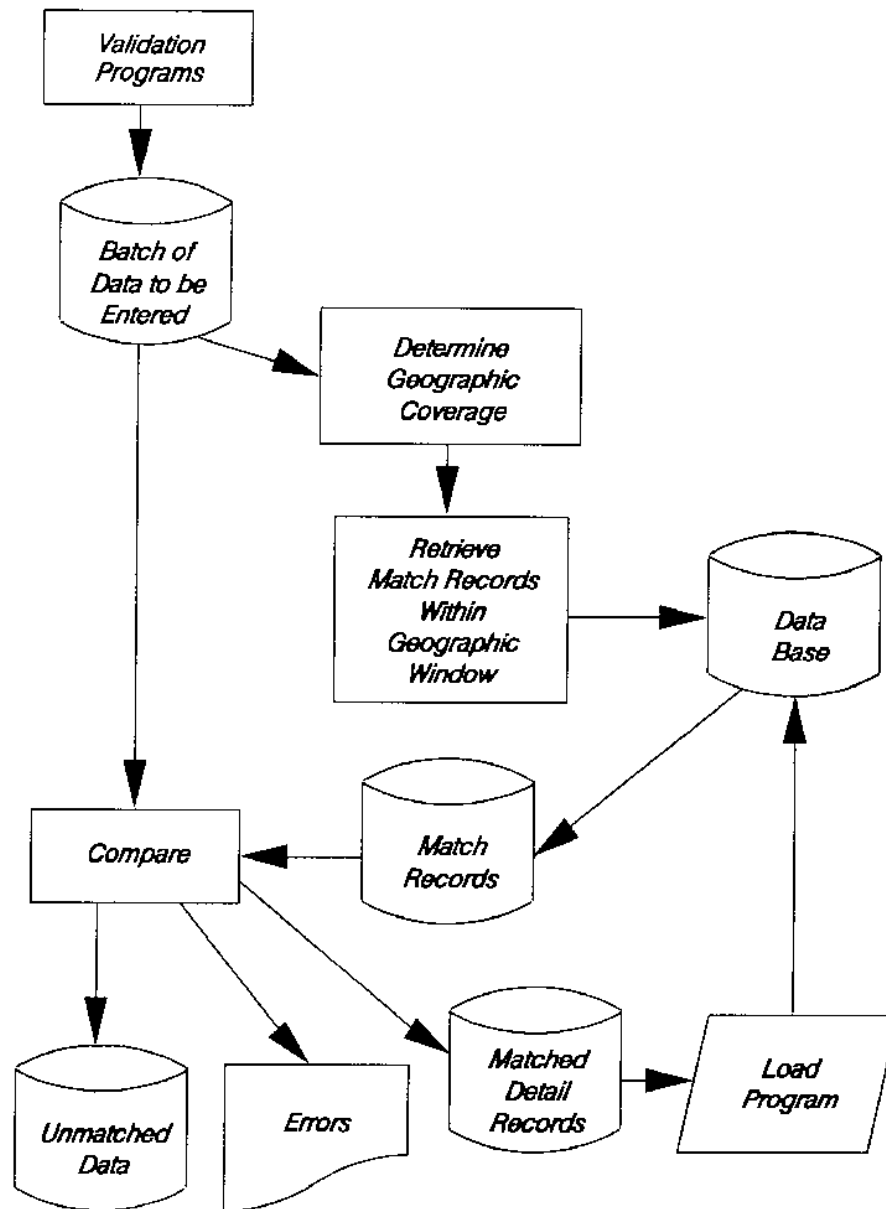 Validation
Programs
Batch of
Data to be
Entered
Determine
Geographic
Coverage
Retrieve
Match Records
Within
Geographic
Window
Data
Base
Compare
Match
Records
Unmatched
Data
Errors
Matched
Detail
Records
Load
Program